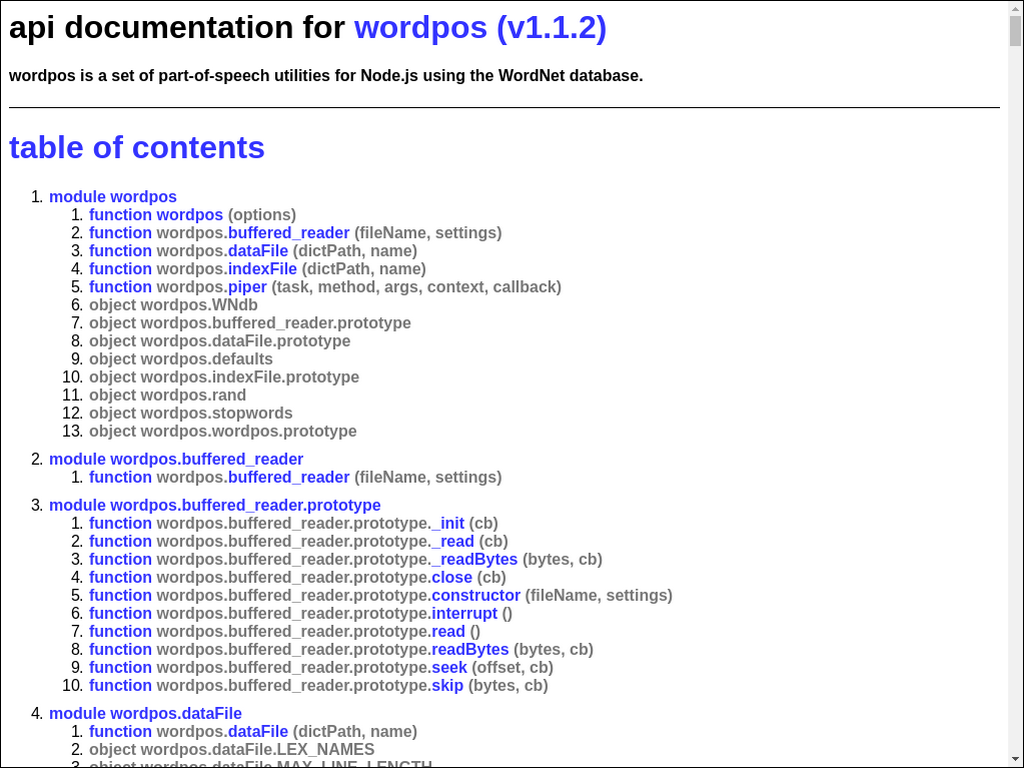 api documentation for wordpos (v1.1.2)
wordpos is a set of part-of-speech utilities for Node.js using the WordNet database.
table of contents
1. module wordpos
1. function wordpos (options)
2. function wordpos.buffered_reader (fileName, settings)
3. function wordpos.dataFile (dictPath, name)
4. function wordpos.indexFile (dictPath, name)
5. function wordpos.piper (task, method, args, context, callback)
6. object wordpos.WNdb
7. object wordpos.buffered_reader.prototype
8. object wordpos.dataFile.prototype
9. object wordpos.defaults
10. object wordpos.indexFile.prototype
11. object wordpos.rand
12. object wordpos.stopwords
13. object wordpos.wordpos.prototype
2. module wordpos.buffered_reader
1. function wordpos.buffered_reader (fileName, settings)
3. module wordpos.buffered_reader.prototype
1. function wordpos.buffered_reader.prototype._init (cb)
2. function wordpos.buffered_reader.prototype._read (cb)
3. function wordpos.buffered_reader.prototype._readBytes (bytes, cb)
4. function wordpos.buffered_reader.prototype.close (cb)
5. function wordpos.buffered_reader.prototype.constructor (fileName, settings)
6. function wordpos.buffered_reader.prototype.interrupt ()
7. function wordpos.buffered_reader.prototype.read ()
8. function wordpos.buffered_reader.prototype.readBytes (bytes, cb)
9. function wordpos.buffered_reader.prototype.seek (offset, cb)
10. function wordpos.buffered_reader.prototype.skip (bytes, cb)
4. module wordpos.dataFile
1. function wordpos.dataFile (dictPath, name)
2. object wordpos.dataFile.LEX_NAMES
3. object wordpos.dataFile.MAX_LINE_LENGTH